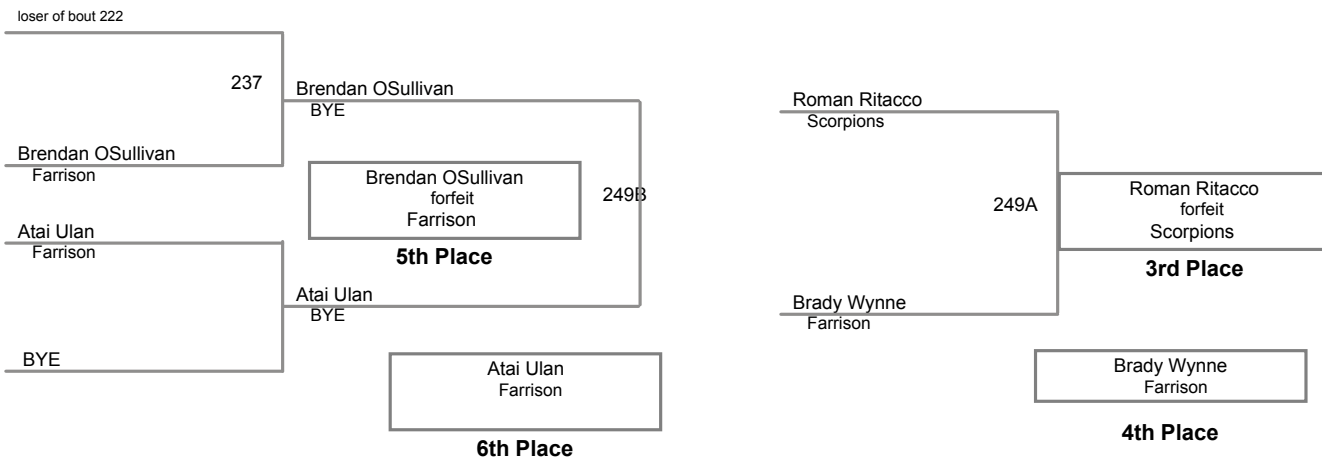 loser of bout 222
237
Brendan OSullivan
BYE
Brendan OSullivan
Farrison
Brendan OSullivan
forfeit
Farrison
5th Place
249B
Atai Ulan
Farrison
Atai Ulan
BYE
BYE
Atai Ulan
Farrison
6th Place
Roman Ritacco
Scorpions
249A
Roman Ritacco
forfeit
Scorpions
3rd Place
Brady Wynne
Farrison
Brady Wynne
Farrison
4th Place